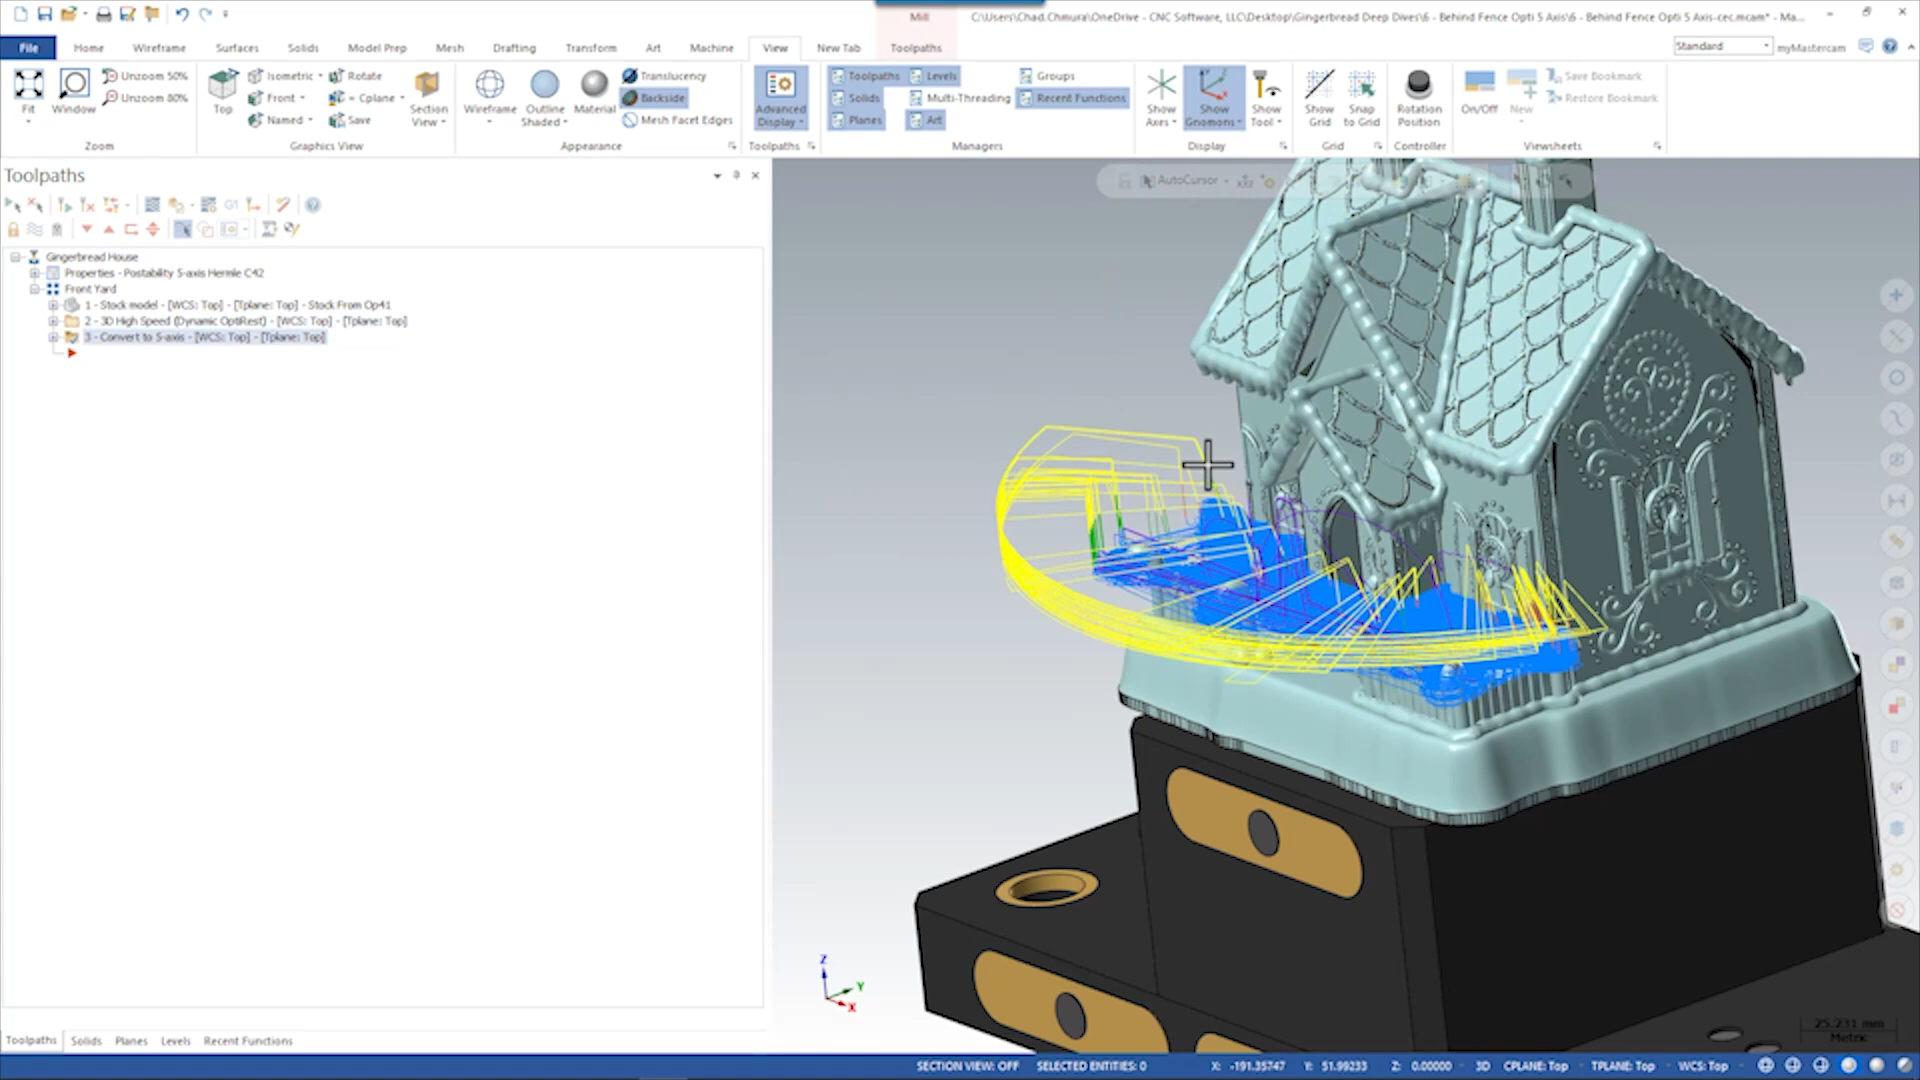 Mill
C:\Users\Chad.Chmura\OneDrive - CNC Software, LLC\Desktop\Gingerbread Deep Dives\6 - Behind Fence Opti 5 Axis\6 - Behind Fence Opti 5 Axis-cec.mcam* - Ma...
File Home Wireframe Surfaces Solids Model Prep Mesh Drafting Transform Art Machine View New Tab Toolpaths Standard myMastercam
Fit Window Unzoom 50% Unzoom 80%
Top Isometric Front Named Rotate = Cplane Save Section View
Wireframe Outline Shaded Material Translucency Backside Mesh Facet Edges
Advanced Display
Toolpaths Solids Planes Levels Multi-Threading Art Groups Recent Functions
Show Axes Show Gnomons Show Tool
Show Grid Snap to Grid
Rotation Position
On/Off New Save Bookmark Restore Bookmark
Zoom Graphics View Appearance Toolpaths Managers Display Grid Controller Viewsheets
Toolpaths
AutoCursor
G1
Gingerbread House
Properties - Postability 5-axis Hermle C42
Front Yard
1 - Stock model - [WCS: Top] - [Tplane: Top] - Stock From Op41
2 - 3D High Speed (Dynamic OptiRest) - [WCS: Top] - [Tplane: Top]
3 - Convert to 5-axis - [WCS: Top] - [Tplane: Top]
Z
Y
X
25.231 mm
Metric
Toolpaths Solids Planes Levels Recent Functions
SECTION VIEW: OFF SELECTED ENTITIES: 0 X: -191.35747 Y: 51.99233 Z: 0.00000 3D CPLANE: Top TPLANE: Top WCS: Top